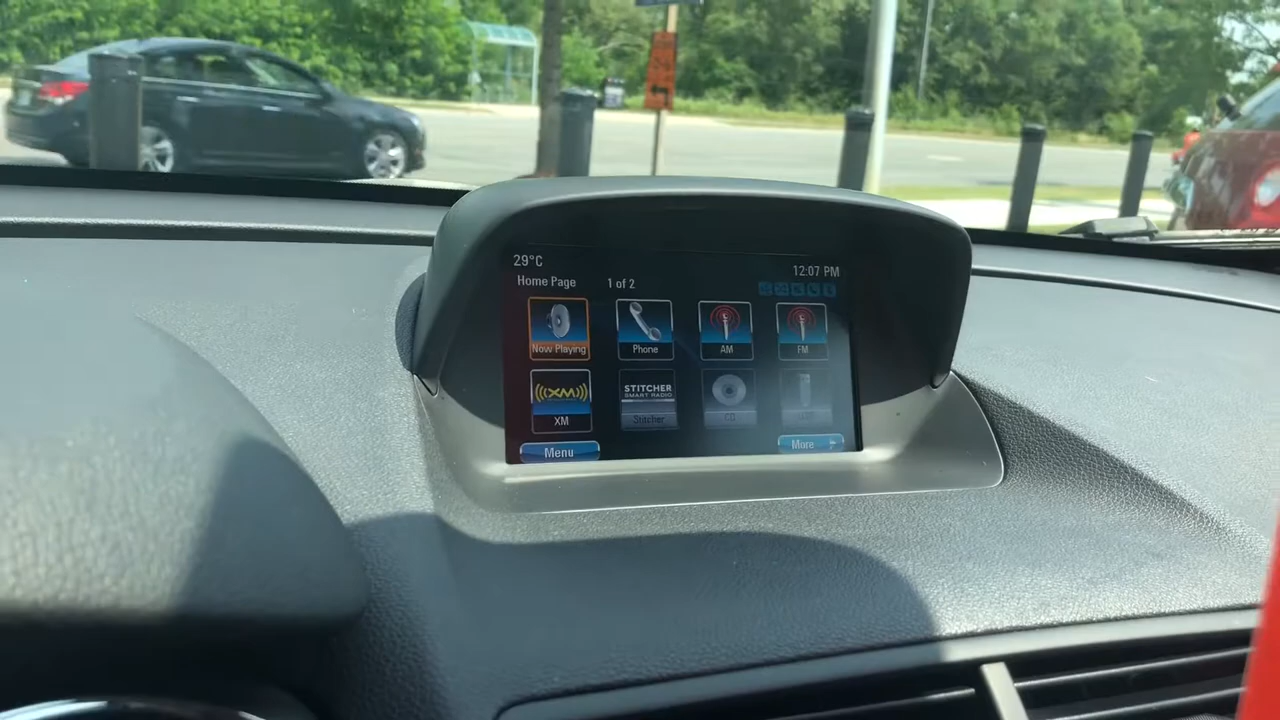 29°C
12:07 PM
Home Page 1 of 2
Now Playing
Phone
AM
FM
XM
XM
STITCHER
SMART RADIO
Stitcher
CD
Menu
More